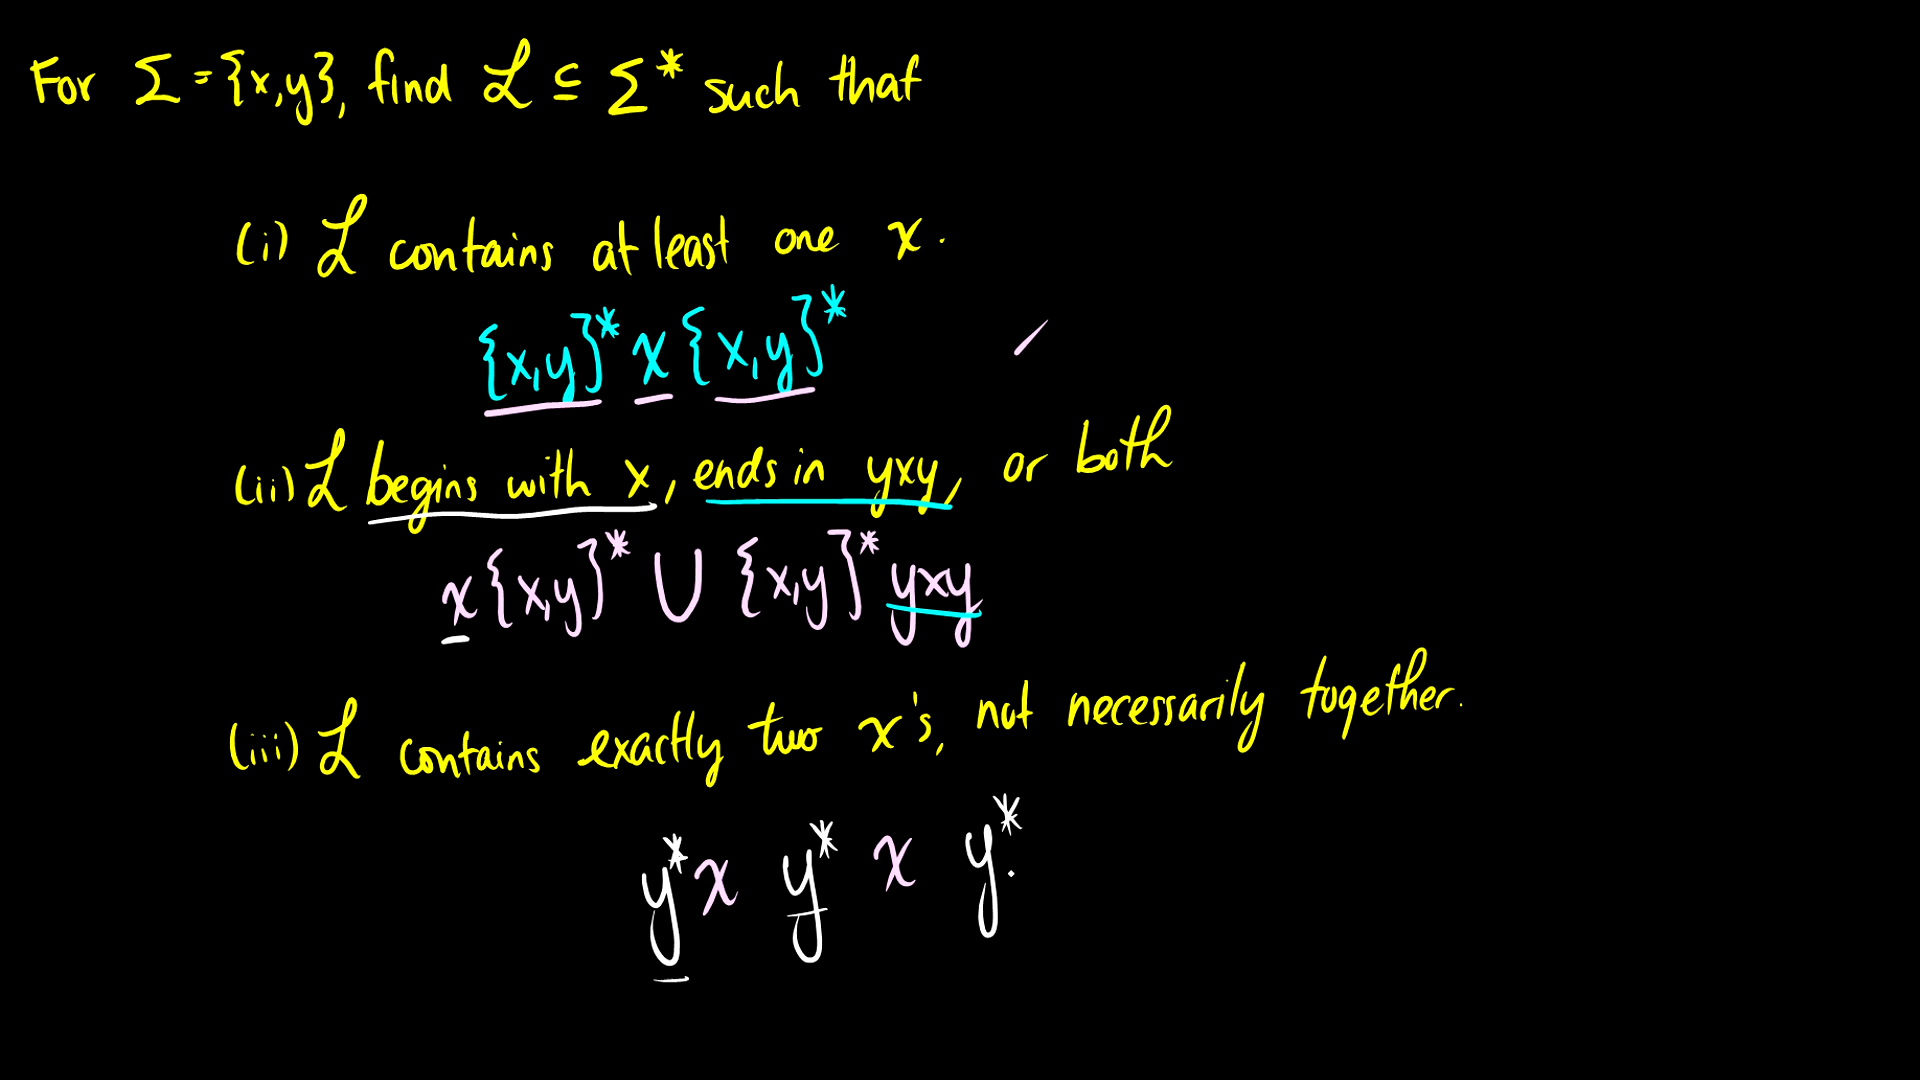 For Σ = {x,y}, find ℒ ⊆ Σ* such that
(i) ℒ contains at least one x.
{x,y}* x {x,y}*
(ii) ℒ begins with x, ends in yxy, or both
x{x,y}* ∪ {x,y}* yxy
(iii) ℒ contains exactly two x's, not necessarily together.
y* x y* x y*.